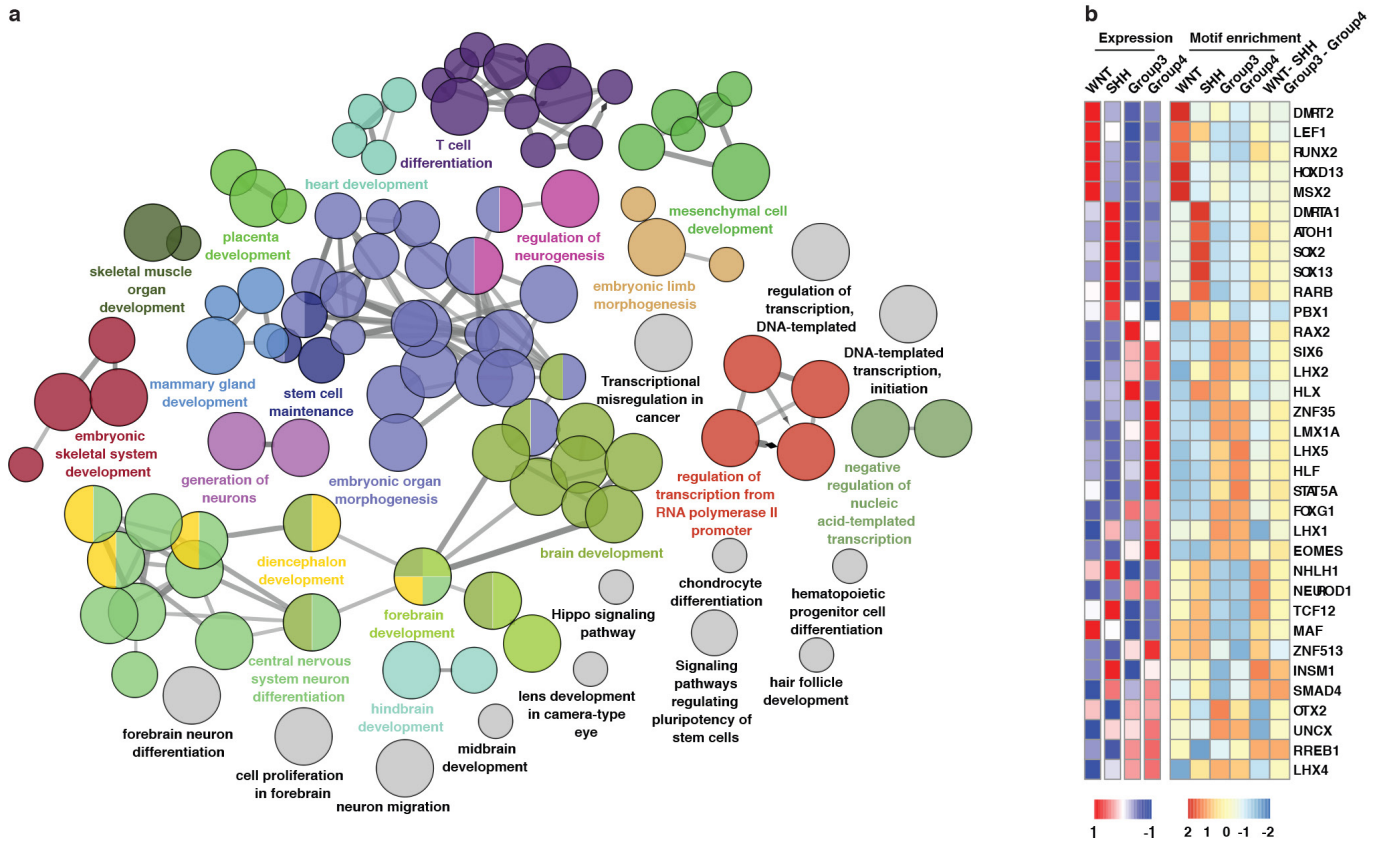 a
T cell
differentiation
heart development
placenta
development
skeletal muscle
organ
development
regulation of
neurogenesis
mesenchymal cell
development
embryonic limb
morphogenesis
regulation of
transcription,
DNA-templated
DNA-templated
transcription,
initiation
Transcriptional
misregulation in
cancer
mammary gland
development
stem cell
maintenance
embryonic
skeletal system
development
generation of
neurons
embryonic organ
morphogenesis
regulation of
transcription from
RNA polymerase II
promoter
negative
regulation of
nucleic
acid-templated
transcription
brain development
diencephalon
development
forebrain
development
central nervous
system neuron
differentiation
hindbrain
development
Hippo signaling
pathway
chondrocyte
differentiation
hematopoietic
progenitor cell
differentiation
lens development
in camera-type
eye
Signaling
pathways
regulating
pluripotency of
stem cells
hair follicle
development
forebrain neuron
differentiation
cell proliferation
in forebrain
midbrain
development
neuron migration
b
Expression
Motif enrichment
WNT
SHH
Group3
Group4
WNT
SHH
Group3
Group4
WNT- SHH
Group3 - Group4
DMRT2
LEF1
RUNX2
HOXD13
MSX2
DMRTA1
ATOH1
SOX2
SOX13
RARB
PBX1
RAX2
SIX6
LHX2
HLX
ZNF35
LMX1A
LHX5
HLF
STAT5A
FOXG1
LHX1
EOMES
NHLH1
NEUROD1
TCF12
MAF
ZNF513
INSM1
SMAD4
OTX2
UNCX
RREB1
LHX4
1 -1
2 1 0 -1 -2